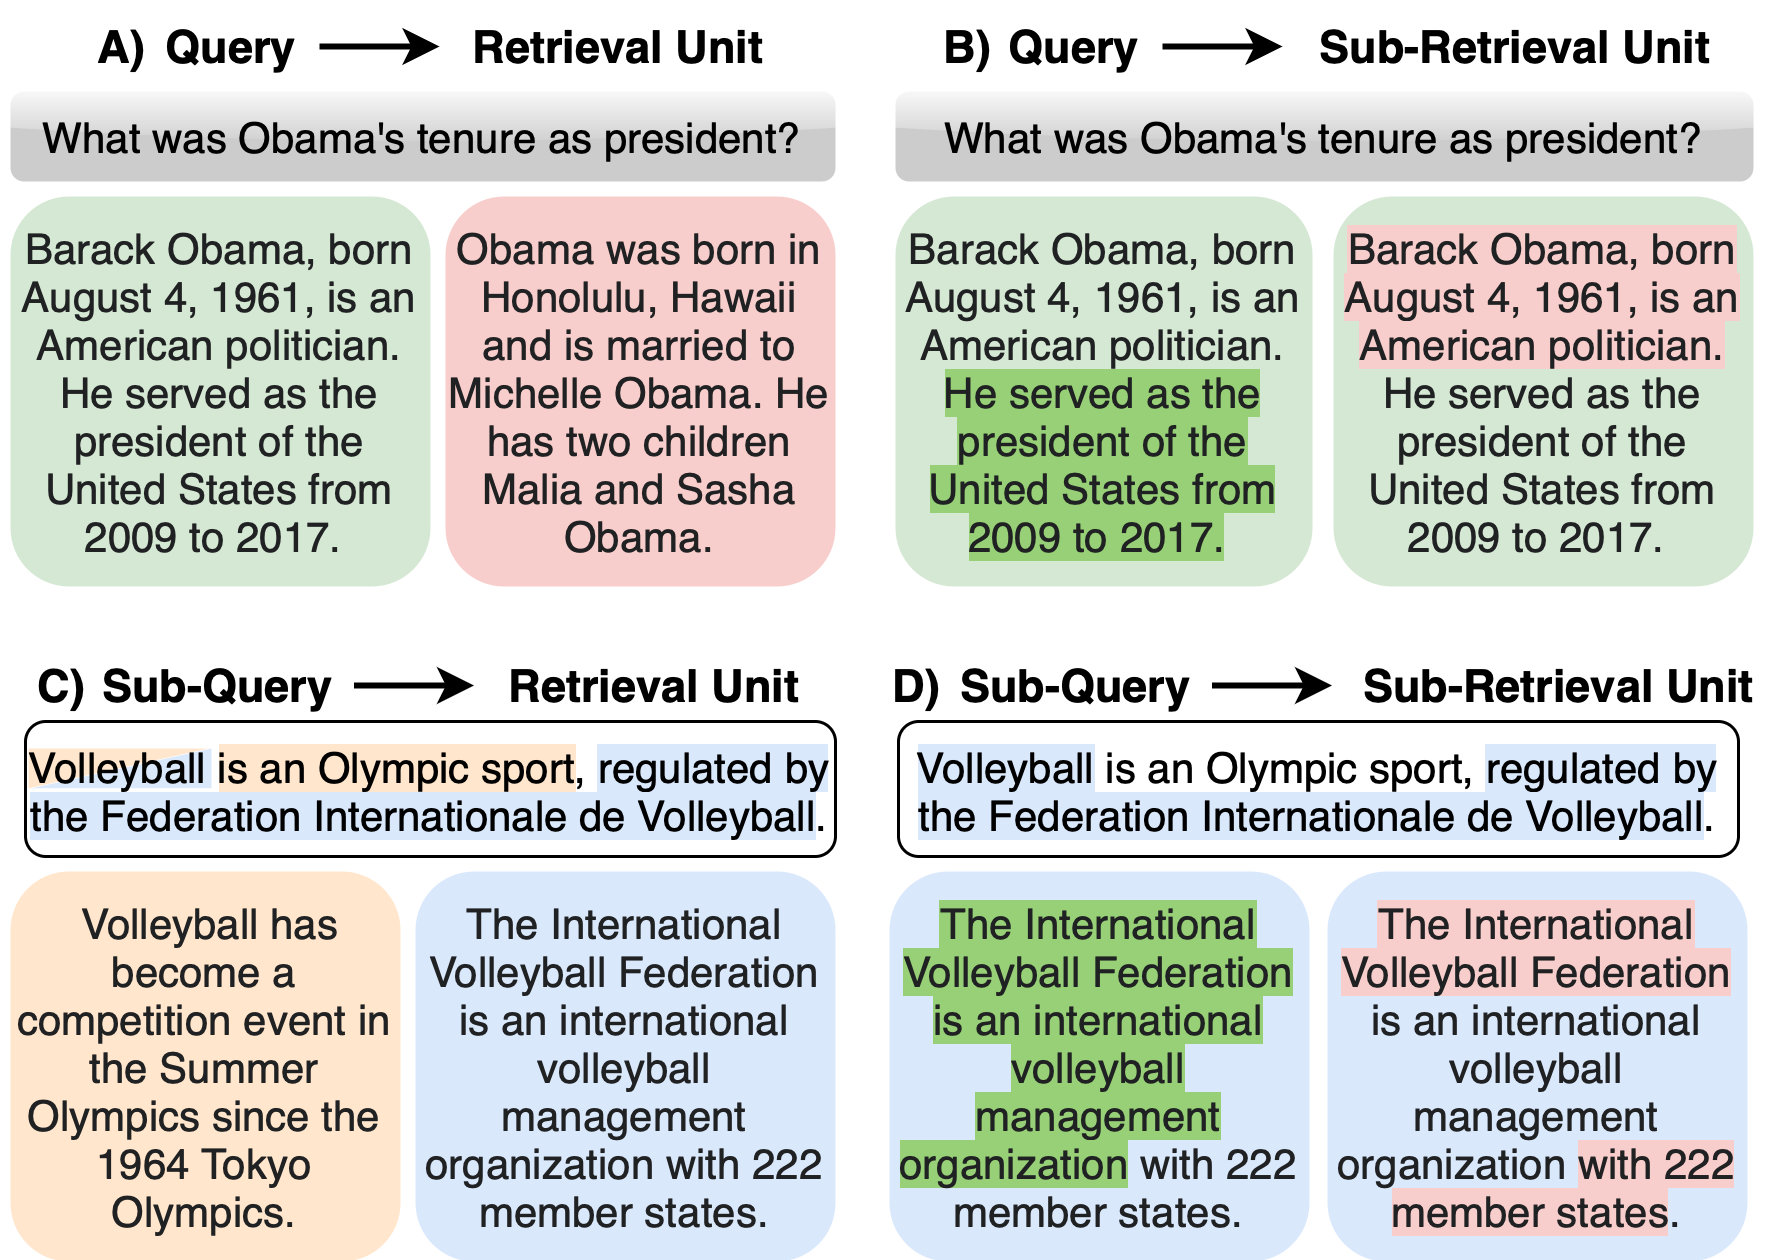 A) Query → Retrieval Unit
What was Obama's tenure as president?
Barack Obama, born
August 4, 1961, is an
American politician.
He served as the
president of the
United States from
2009 to 2017.
Obama was born in
Honolulu, Hawaii
and is married to
Michelle Obama. He
has two children
Malia and Sasha
Obama.
B) Query → Sub-Retrieval Unit
What was Obama's tenure as president?
Barack Obama, born
August 4, 1961, is an
American politician.
He served as the
president of the
United States from
2009 to 2017.
Barack Obama, born
August 4, 1961, is an
American politician.
He served as the
president of the
United States from
2009 to 2017.
C) Sub-Query → Retrieval Unit
Volleyball is an Olympic sport, regulated by
the Federation Internationale de Volleyball.
Volleyball has
become a
competition event in
the Summer
Olympics since the
1964 Tokyo
Olympics.
The International
Volleyball Federation
is an international
volleyball
management
organization with 222
member states.
D) Sub-Query → Sub-Retrieval Unit
Volleyball is an Olympic sport, regulated by
the Federation Internationale de Volleyball.
The International
Volleyball Federation
is an international
volleyball
management
organization with 222
member states.
The International
Volleyball Federation
is an international
volleyball
management
organization with 222
member states.